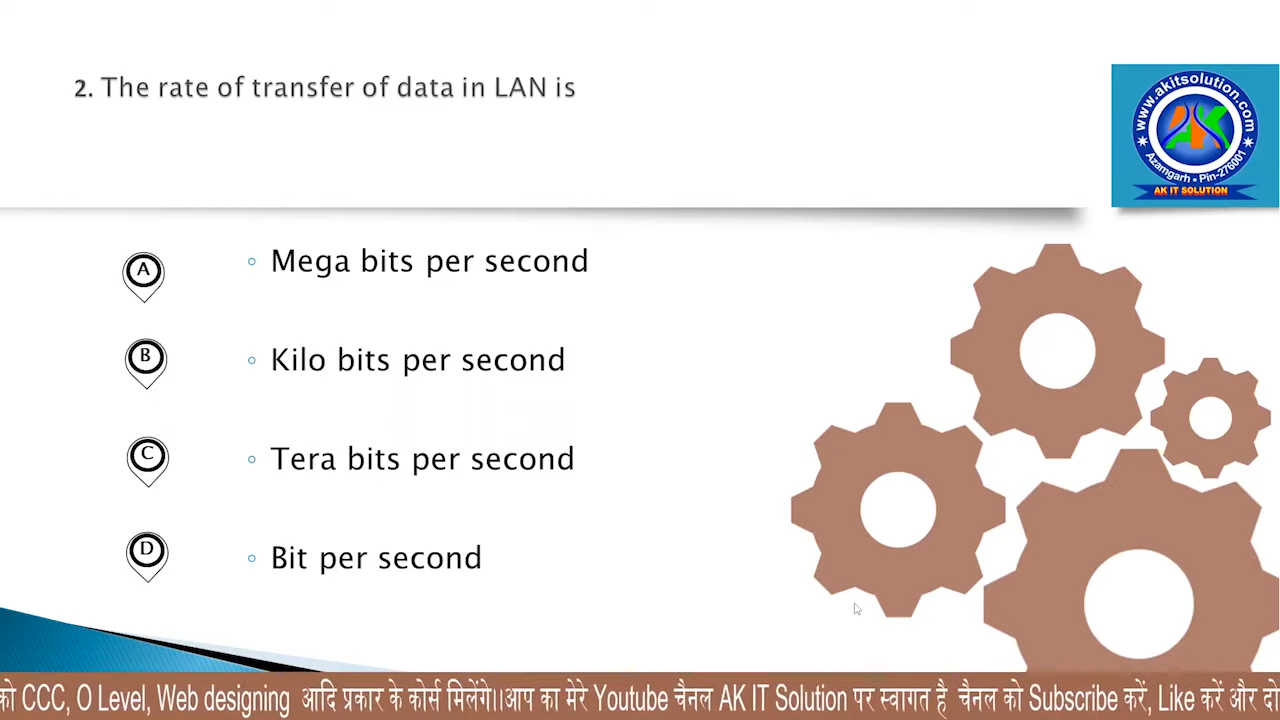 2. The rate of transfer of data in LAN is
www.akitsolution.com
AK
Azamgarh • Pin-276001
AK IT SOLUTION
A
Mega bits per second
B
Kilo bits per second
C
Tera bits per second
D
Bit per second
को CCC, O Level, Web designing आदि प्रकार के कोर्स मिलेंगे।।आप का मेरे Youtube चैनल AK IT Solution पर स्वागत है चैनल को Subscribe करें, Like करें और दो